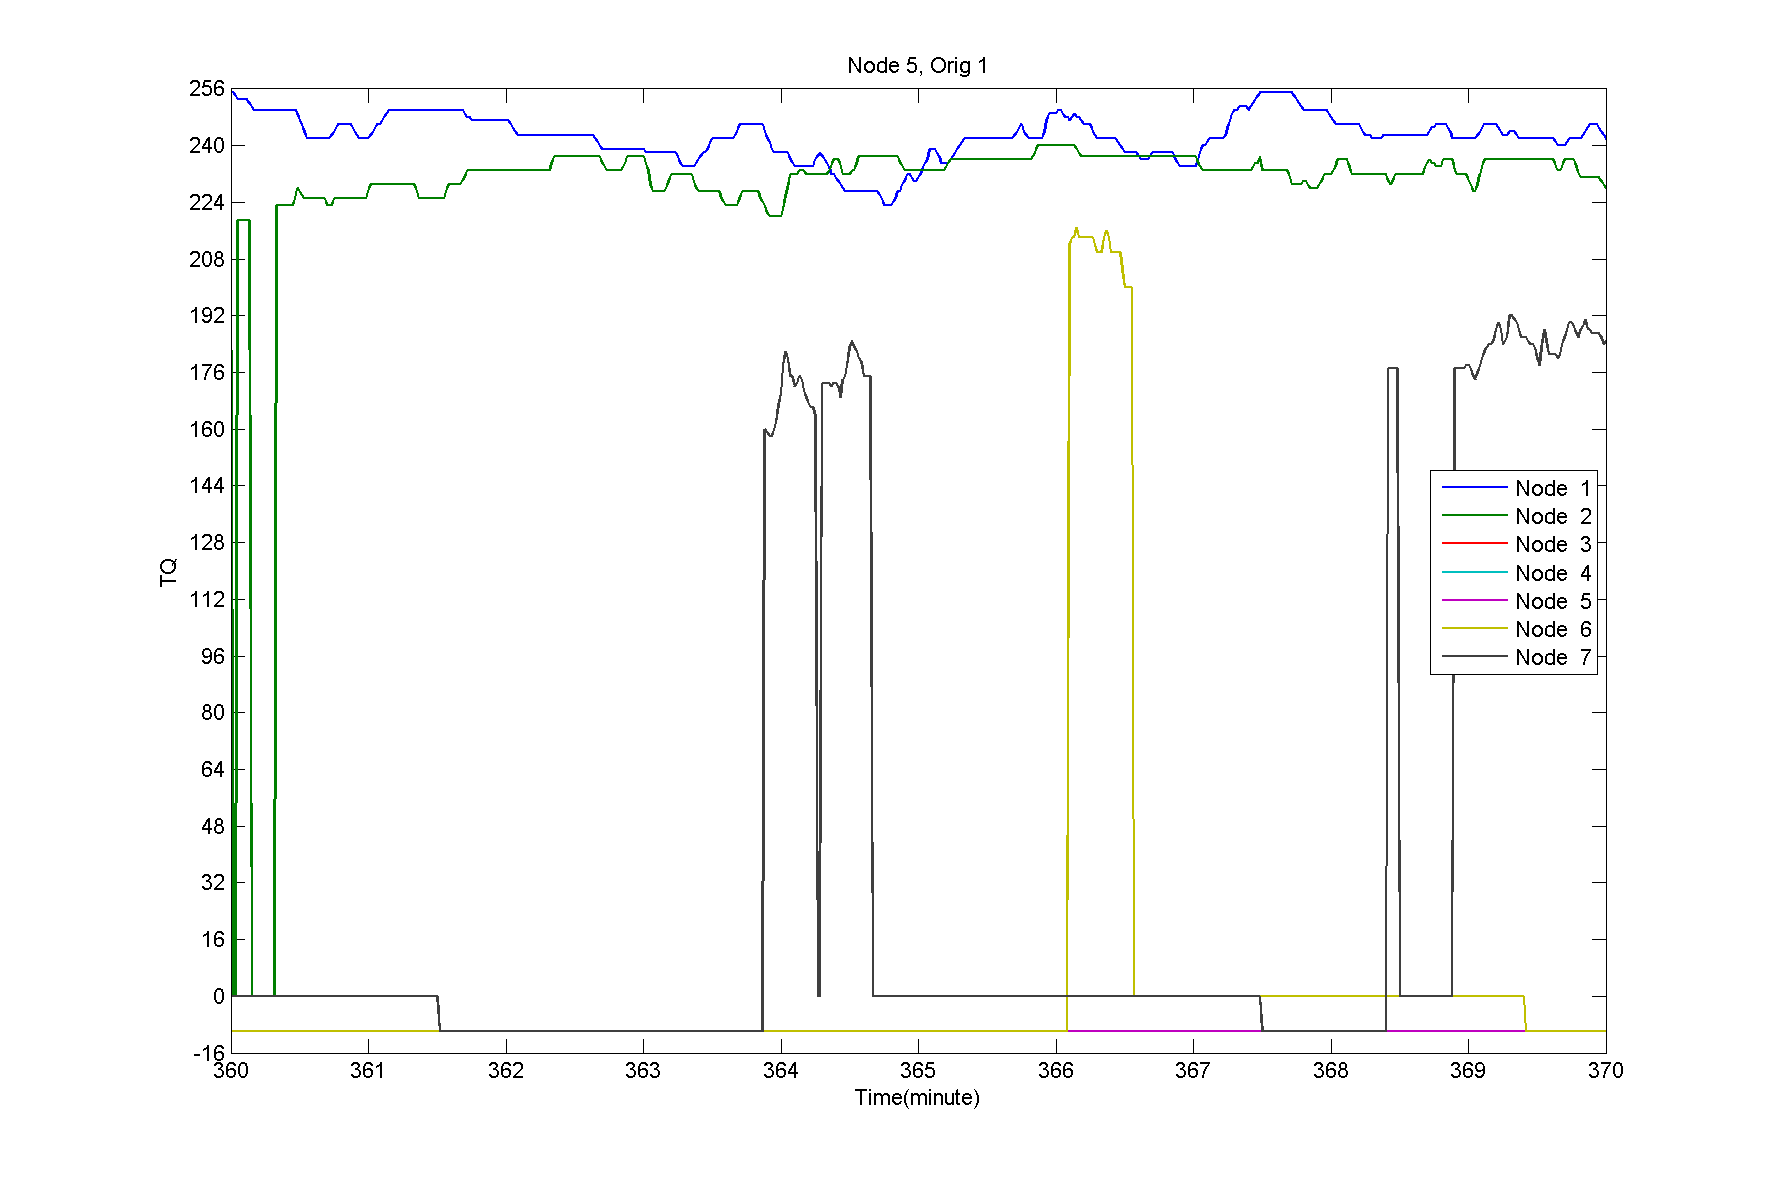 Node 5, Orig 1
256
240
224
208
192
176
160
144
128
112
96
80
64
48
32
16
0
-16
TQ
Node 1
Node 2
Node 3
Node 4
Node 5
Node 6
Node 7
360 361 362 363 364 365 366 367 368 369 370
Time(minute)